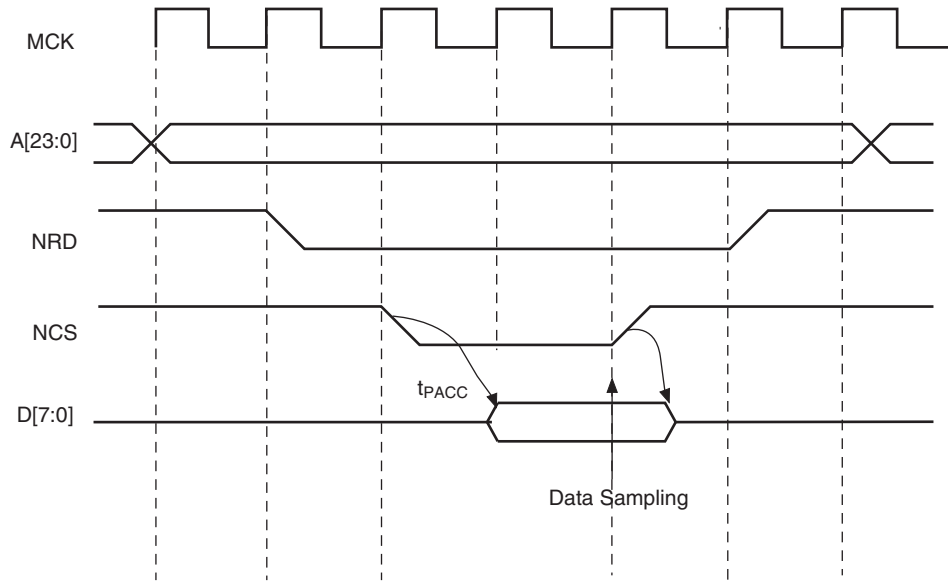 MCK
A[23:0]
NRD
NCS
tPACC
D[7:0]
Data Sampling